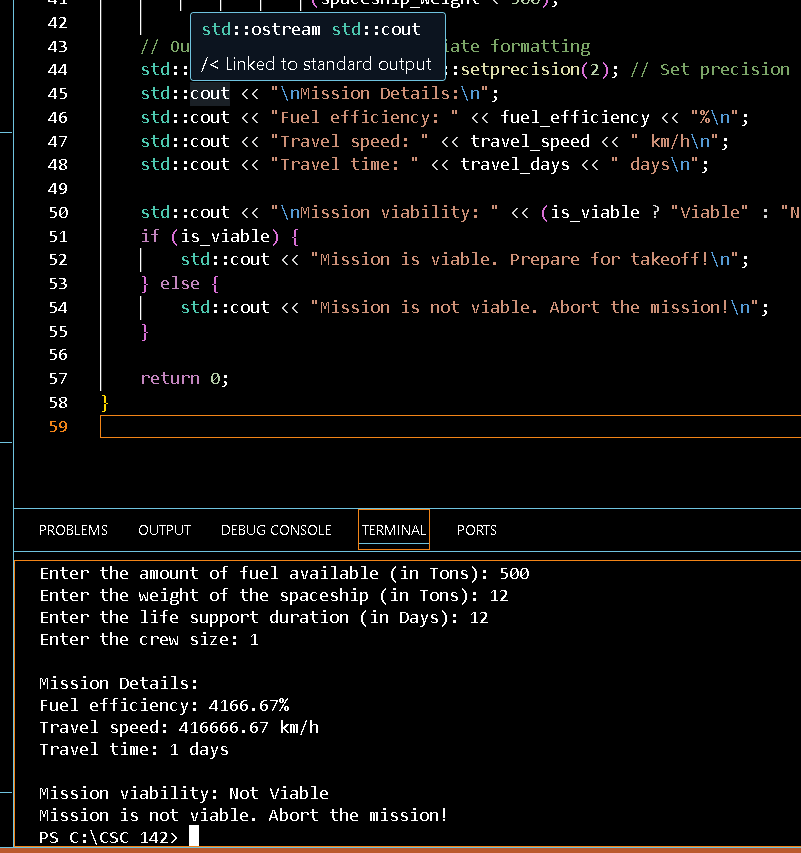 41 (spaceship_weight < 500);
42
std::ostream std::cout
/< Linked to standard output
43 // Ou iate formatting
44 std:: ::setprecision(2); // Set precision
45 std::cout << "\nMission Details:\n";
46 std::cout << "Fuel efficiency: " << fuel_efficiency << "%\n";
47 std::cout << "Travel speed: " << travel_speed << " km/h\n";
48 std::cout << "Travel time: " << travel_days << " days\n";
49
50 std::cout << "\nMission viability: " << (is_viable ? "Viable" : "N
51 if (is_viable) {
52 std::cout << "Mission is viable. Prepare for takeoff!\n";
53 } else {
54 std::cout << "Mission is not viable. Abort the mission!\n";
55 }
56
57 return 0;
58 }
59
PROBLEMS OUTPUT DEBUG CONSOLE TERMINAL PORTS
Enter the amount of fuel available (in Tons): 500
Enter the weight of the spaceship (in Tons): 12
Enter the life support duration (in Days): 12
Enter the crew size: 1
Mission Details:
Fuel efficiency: 4166.67%
Travel speed: 416666.67 km/h
Travel time: 1 days
Mission viability: Not Viable
Mission is not viable. Abort the mission!
PS C:\CSC 142>